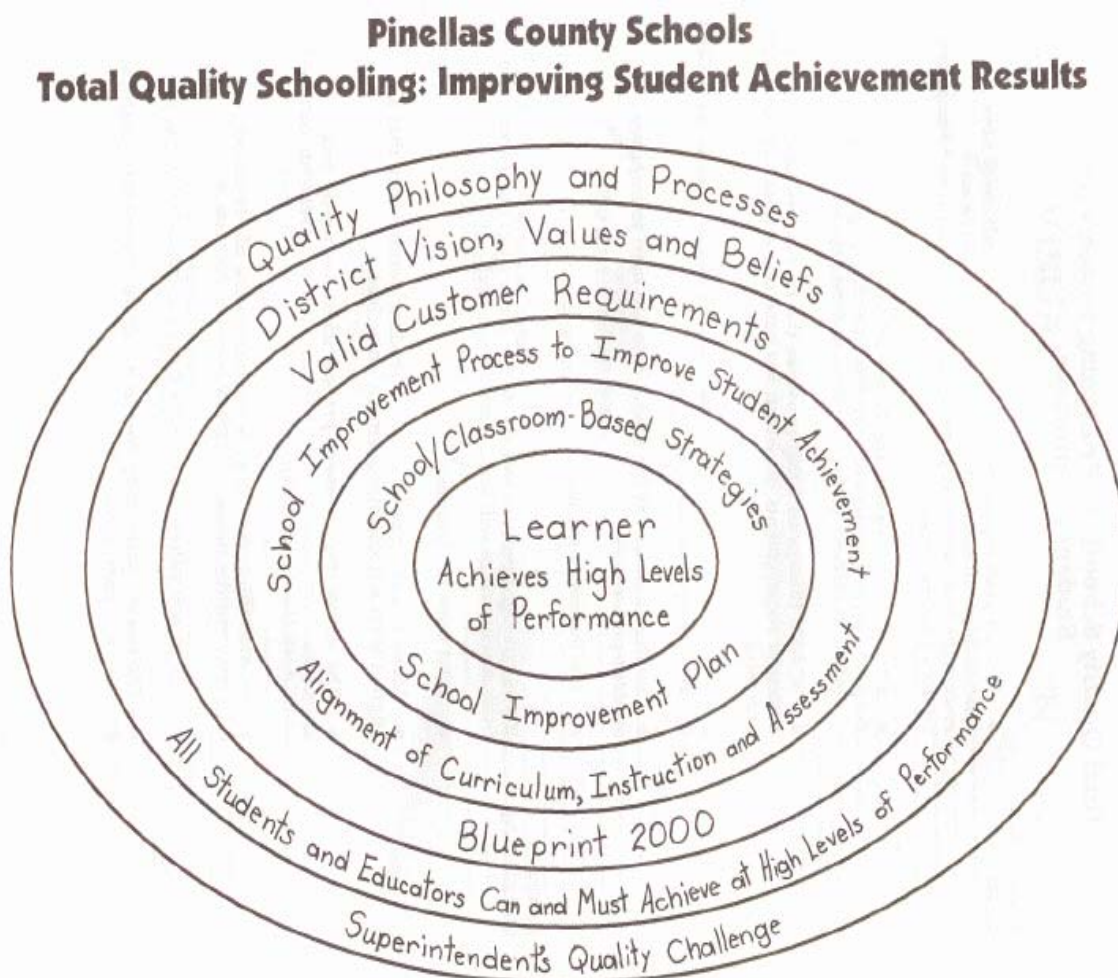 Pinellas County Schools
Total Quality Schooling: Improving Student Achievement Results
Quality Philosophy and Processes
District Vision, Values and Beliefs
Valid Customer Requirements
School Improvement Process to Improve Student Achievement
School/Classroom-Based Strategies
Learner
Achieves High Levels
of Performance
School Improvement Plan
Alignment of Curriculum, Instruction and Assessment
Blueprint 2000
All Students and Educators Can and Must Achieve at High Levels of Performance
Superintendent's Quality Challenge